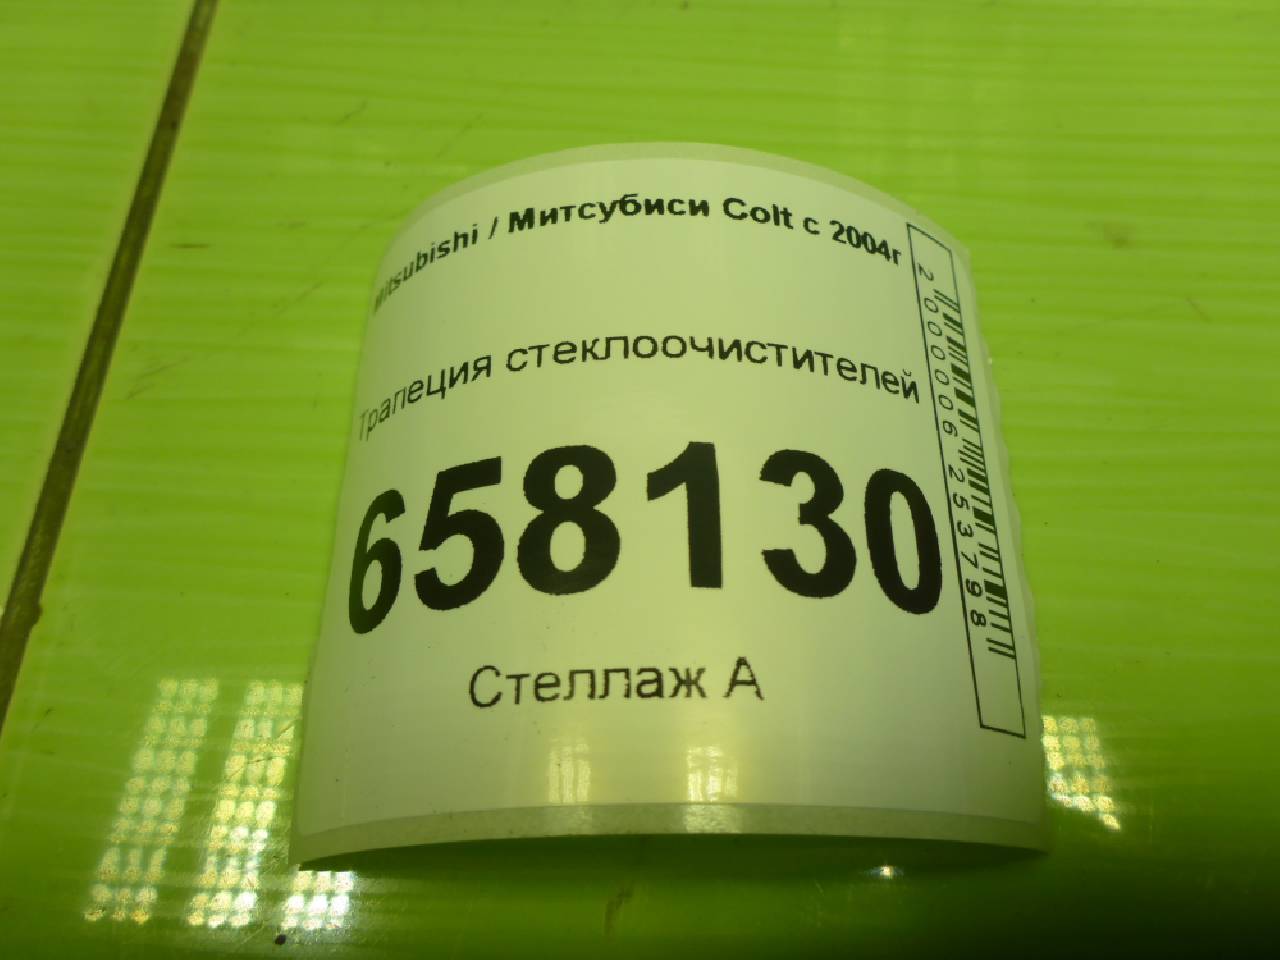 Mitsubishi / Митсубиси Colt с 2004г
Трапеция стеклоочистителей
658130
Стеллаж А
2000006253798